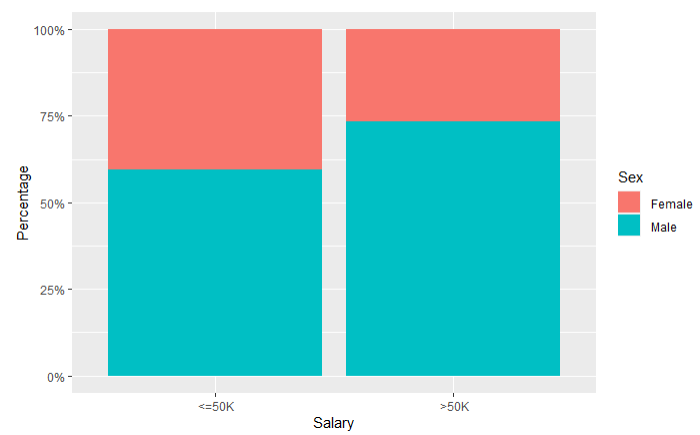 100%
75%
50%
25%
0%
Percentage
<=50K
>50K
Salary
Sex
Female
Male